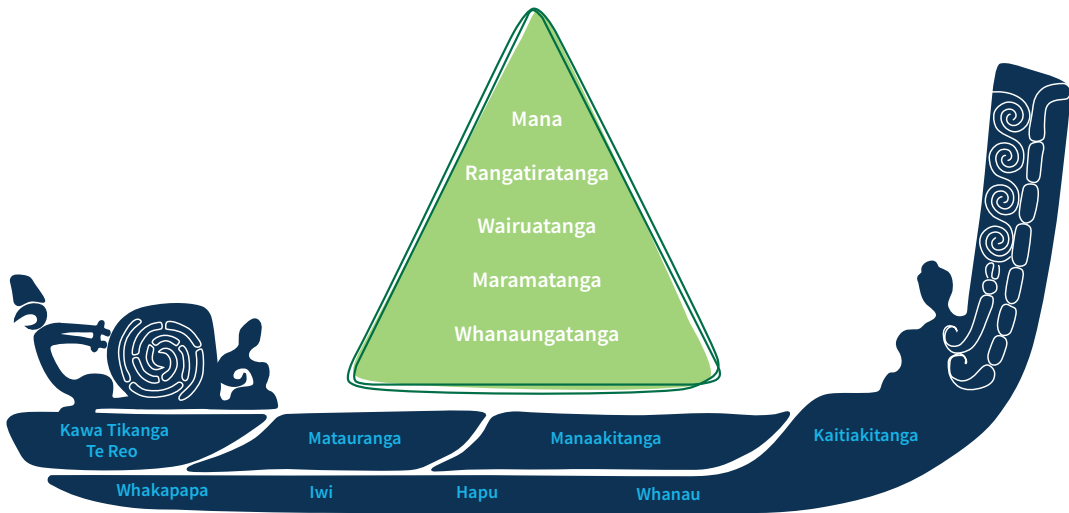 Mana
Rangatiratanga
Wairuatanga
Maramatanga
Whanaungatanga
Kawa Tikanga
Te Reo
Matauranga
Manaakitanga
Kaitiakitanga
Whakapapa
Iwi
Hapu
Whanau